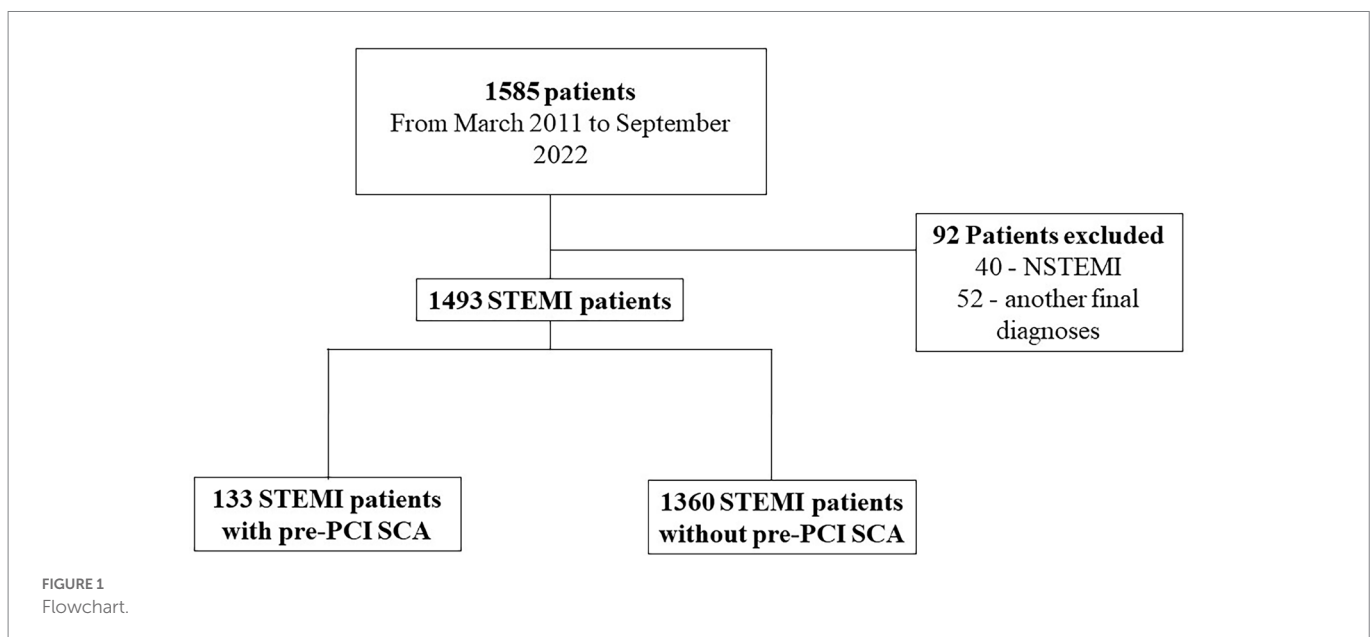 1585 patients
From March 2011 to September
2022
92 Patients excluded
40 - NSTEMI
52 - another final
diagnoses
1493 STEMI patients
133 STEMI patients
with pre-PCI SCA
1360 STEMI patients
without pre-PCI SCA
FIGURE 1
Flowchart.